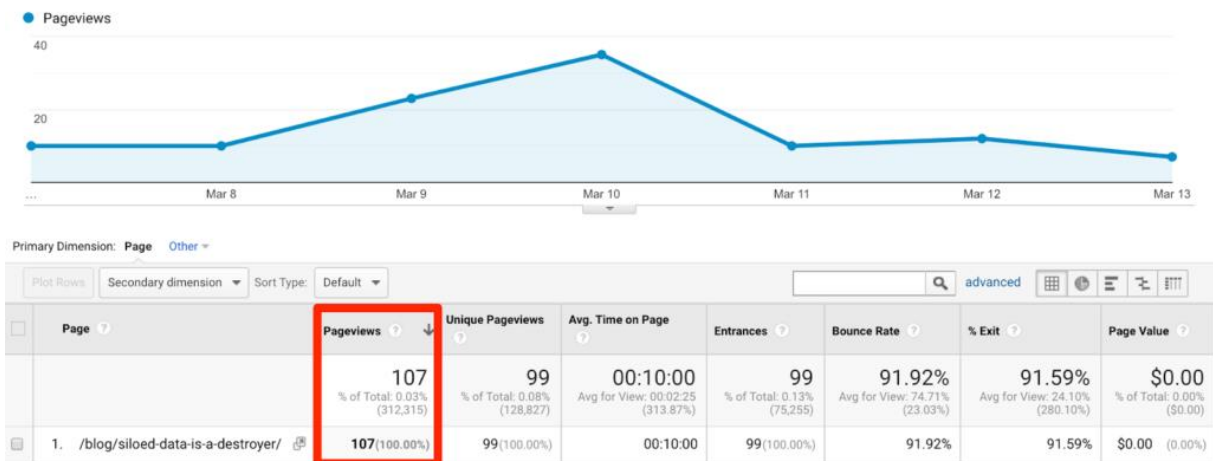 Pageviews
40
20
... Mar 8 Mar 9 Mar 10 Mar 11 Mar 12 Mar 13
Primary Dimension: Page Other
Plot Rows Secondary dimension Sort Type: Default advanced
Page ? Pageviews ? Unique Pageviews ? Avg. Time on Page ? Entrances ? Bounce Rate ? % Exit ? Page Value ?
107 99 00:10:00 99 91.92% 91.59% $0.00
% of Total: 0.03% % of Total: 0.08% Avg for View: 00:02:25 % of Total: 0.13% Avg for View: 74.71% Avg for View: 24.10% % of Total: 0.00%
(312,315) (128,827) (313.87%) (75,255) (23.03%) (280.10%) ($0.00)
1. /blog/siloed-data-is-a-destroyer/ 107(100.00%) 99(100.00%) 00:10:00 99(100.00%) 91.92% 91.59% $0.00 (0.00%)